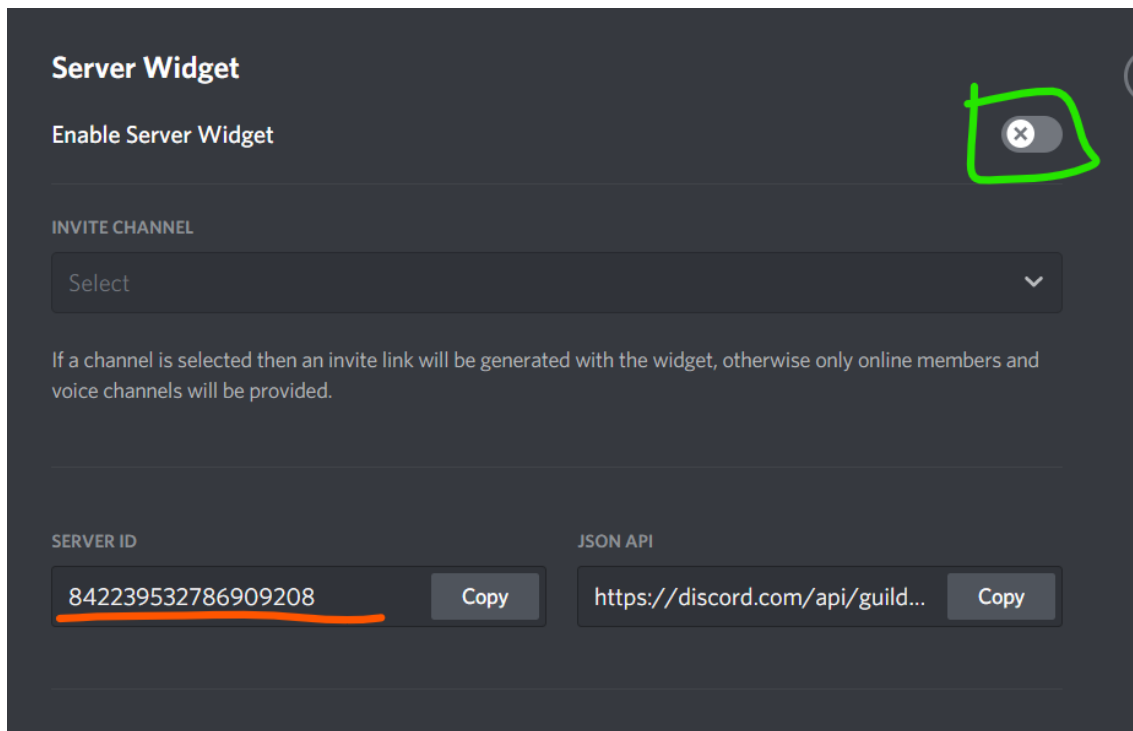 Server Widget
Enable Server Widget
INVITE CHANNEL
Select
If a channel is selected then an invite link will be generated with the widget, otherwise only online members and
voice channels will be provided.
SERVER ID
JSON API
842239532786909208
Copy
https://discord.com/api/guild...
Copy